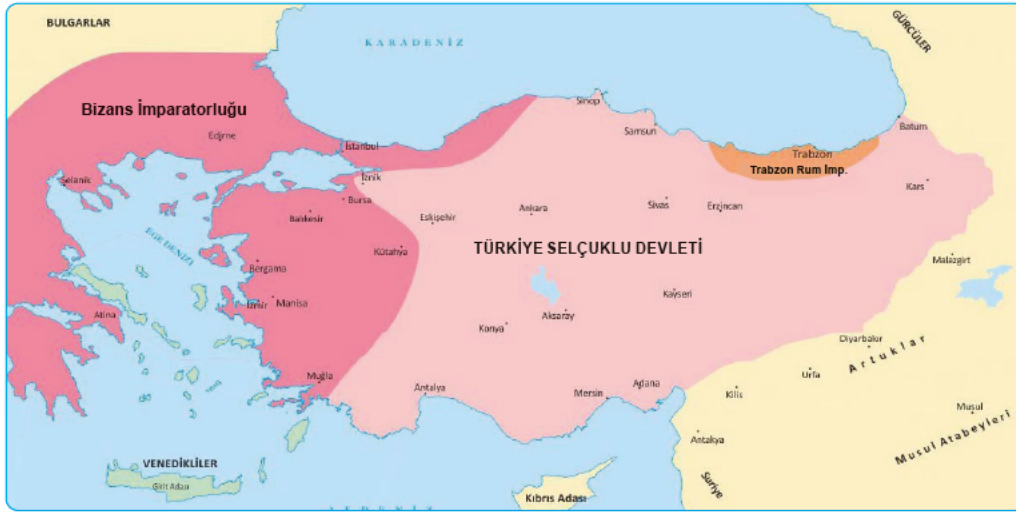 BULGARLAR
GÜRCÜLER
KARADENİZ
Bizans İmparatorluğu
Edirne
İstanbul
Selanik
İznik
Bursa
Balıkesir
Eskişehir
Ankara
Sinop
Samsun
Trabzon
Trabzon Rum İmp.
Batum
Kars
Sivas
Erzincan
EGE DENİZİ
Kütahya
TÜRKİYE SELÇUKLU DEVLETİ
Malazgirt
Bergama
İzmir
Manisa
Atina
Konya
Aksaray
Kayseri
Diyarbakır
Artuklar
Muğla
Antalya
Mersin
Adana
Kilis
Urfa
Musul
Musul Atabeyleri
Antakya
Suriye
VENEDİKLİLER
Girit Adası
Kıbrıs Adası